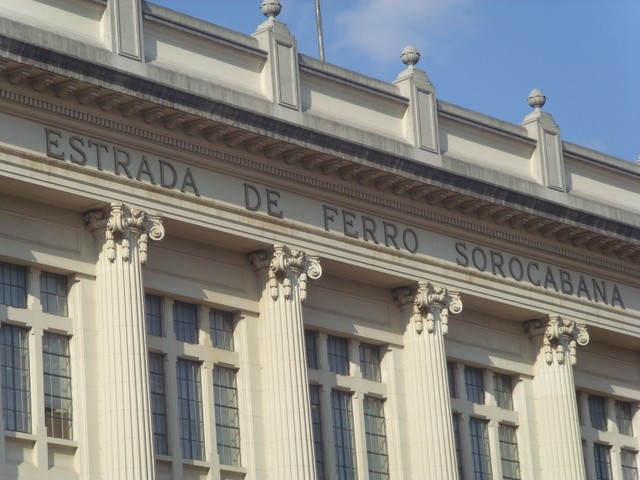 ESTRADA DE FERRO SOROCABANA